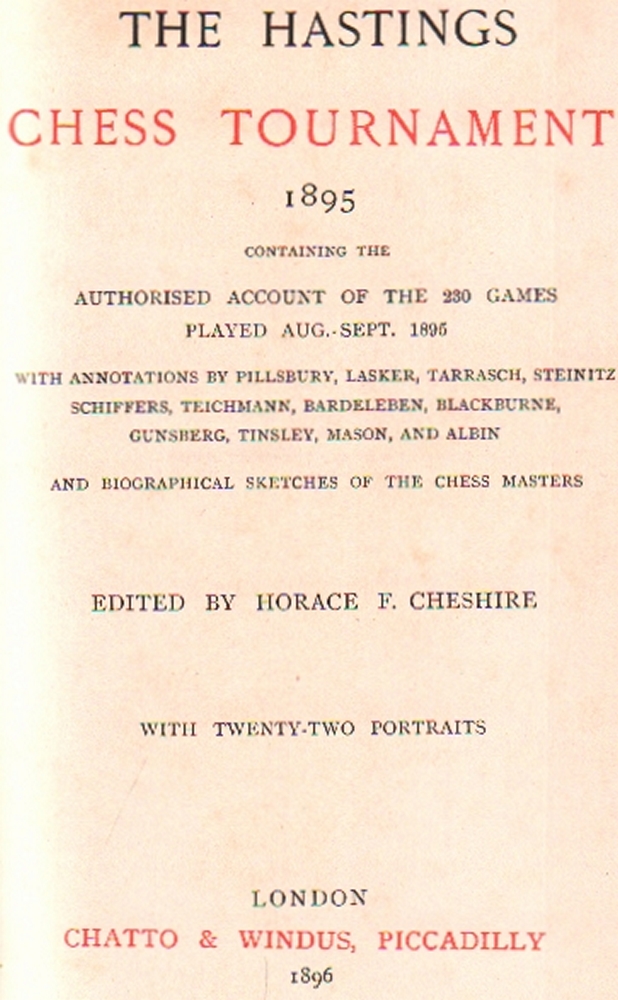 THE HASTINGS
CHESS TOURNAMENT
1895
CONTAINING THE
AUTHORISED ACCOUNT OF THE 230 GAMES
PLAYED AUG.-SEPT. 1895
WITH ANNOTATIONS BY PILLSBURY, LASKER, TARRASCH, STEINITZ
SCHIFFERS, TEICHMANN, BARDELEBEN, BLACKBURNE,
GUNSBERG, TINSLEY, MASON, AND ALBIN
AND BIOGRAPHICAL SKETCHES OF THE CHESS MASTERS
EDITED BY HORACE F. CHESHIRE
WITH TWENTY-TWO PORTRAITS
LONDON
CHATTO & WINDUS, PICCADILLY
1896